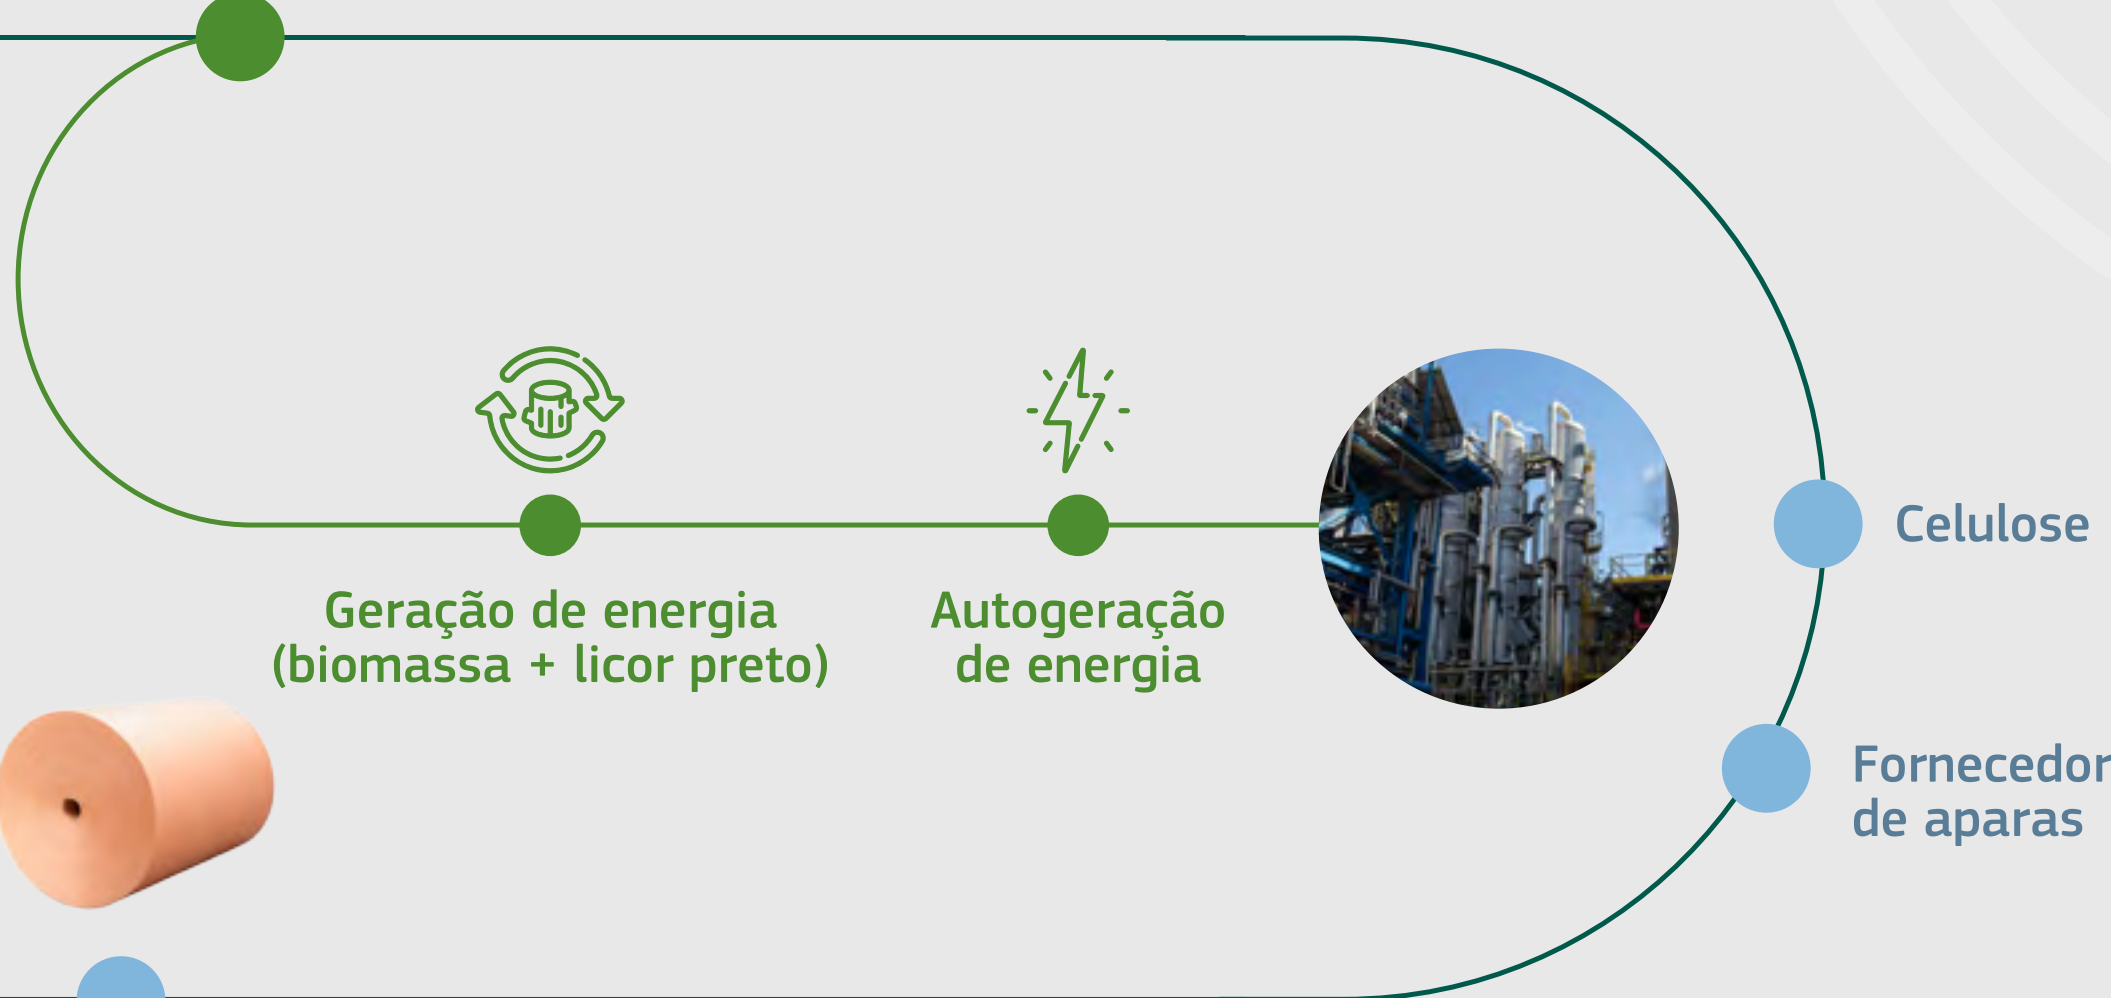 Geração de energia
(biomassa + licor preto)
Autogeração
de energia
Celulose
Fornecedor
de aparas